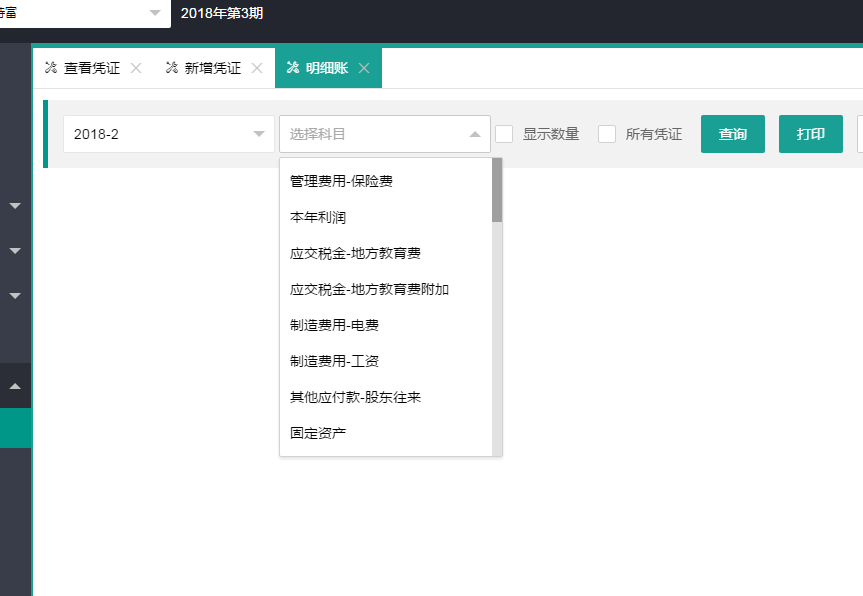 富
2018年第3期
查看凭证
新增凭证
明细账
2018-2
选择科目
显示数量
所有凭证
查询
打印
管理费用-保险费
本年利润
应交税金-地方教育费
应交税金-地方教育费附加
制造费用-电费
制造费用-工资
其他应付款-股东往来
固定资产